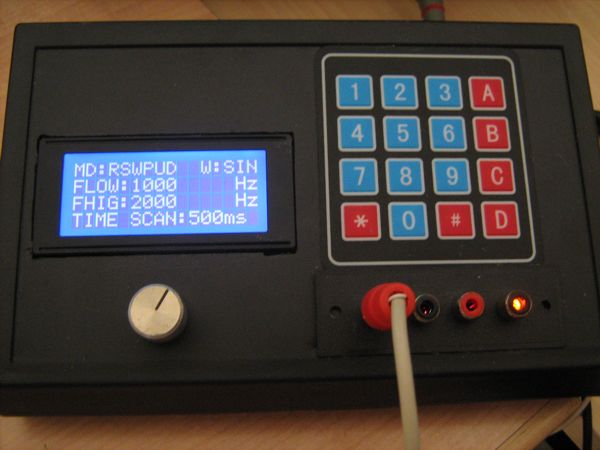 MD:RSWPUD W:SIN
FLOW:1000 Hz
FHIG:2000 Hz
TIME SCAN:500ms
1 2 3 A
4 5 6 B
7 8 9 C
* 0 # D